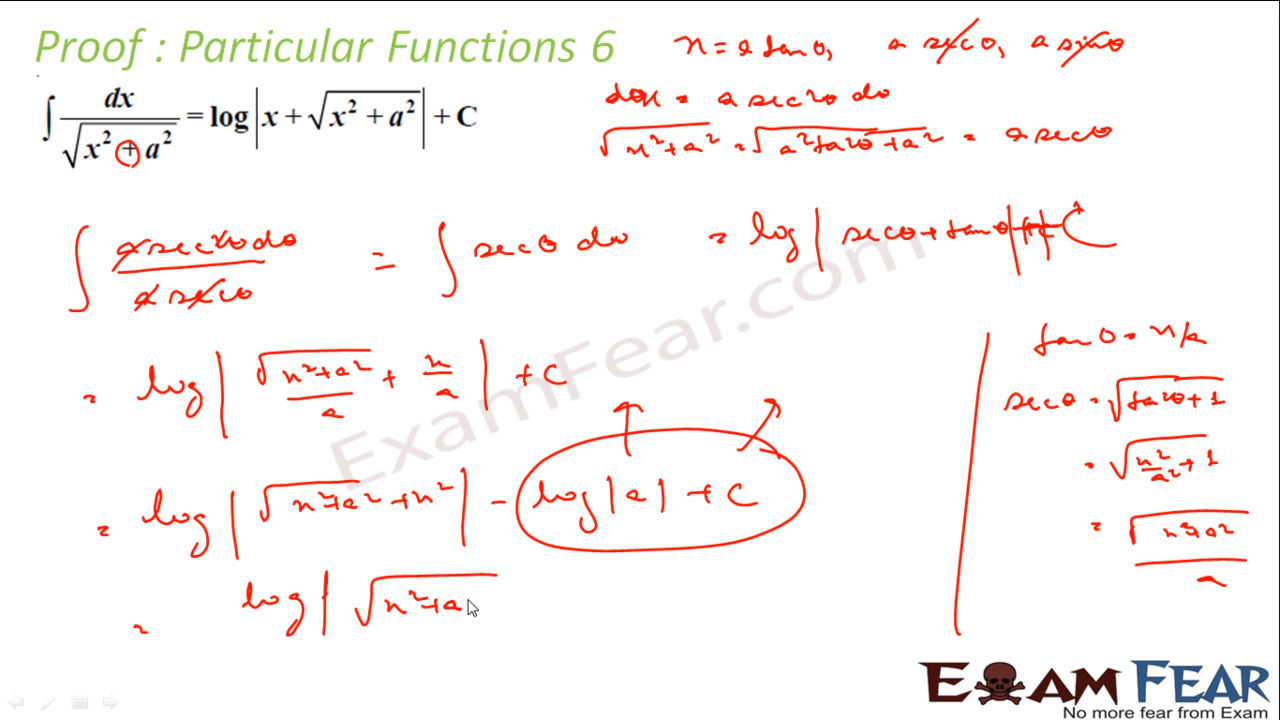 Proof : Particular Functions 6
x = a tanθ, a secθ, a sinθ
∫ dx / √(x² + a²) = log |x + √(x² + a²)| + C
dx = a sec²θ dθ
√(x²+a²) = √(a²tan²θ + a²) = a secθ
∫ a sec²θ dθ / a secθ = ∫ secθ dθ = log | secθ + tanθ | + C
= log | √(x²+a²)/a + x/a | + C
= log | √(x²+a²) + x² | - log |a| + C
= log | √(x²+a
tanθ = x/a
secθ = √(tan²θ + 1
= √(x²/a² + 1
= √(x²+a²) / a
ExamFear.com
EXAM FEAR
No more fear from Exam